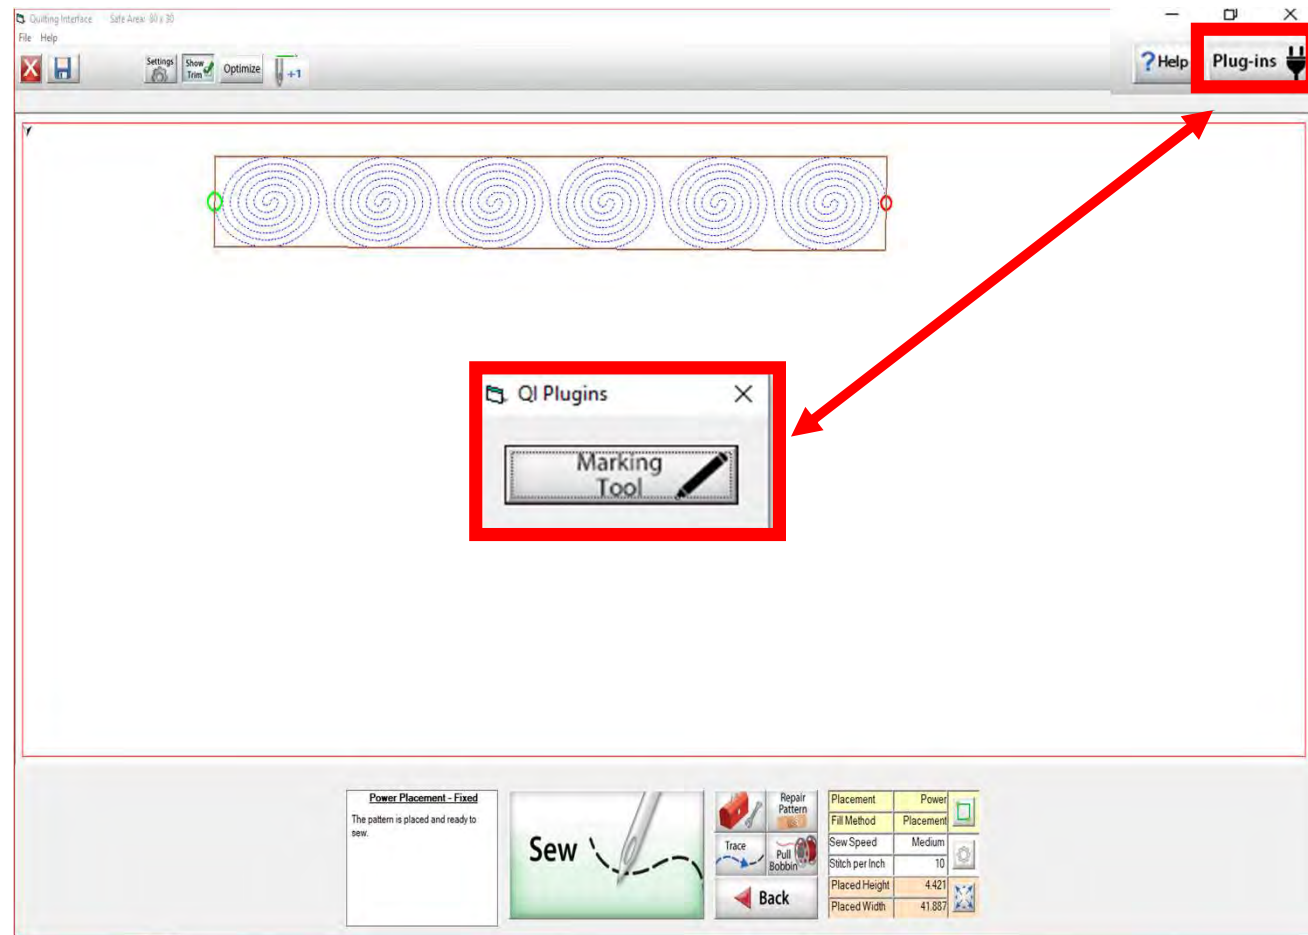 Quilting Interface Safe Area: 80 x 30
File Help
Settings
Show
Trim
Optimize
+1
? Help
Plug-ins
QI Plugins
Marking
Tool
Power Placement - Fixed
The pattern is placed and ready to
sew.
Sew
Repair
Pattern
Trace
Pull
Bobbin
Back
Placement Power
Fill Method Placement
Sew Speed Medium
Stitch per Inch 10
Placed Height 4.421
Placed Width 41.887